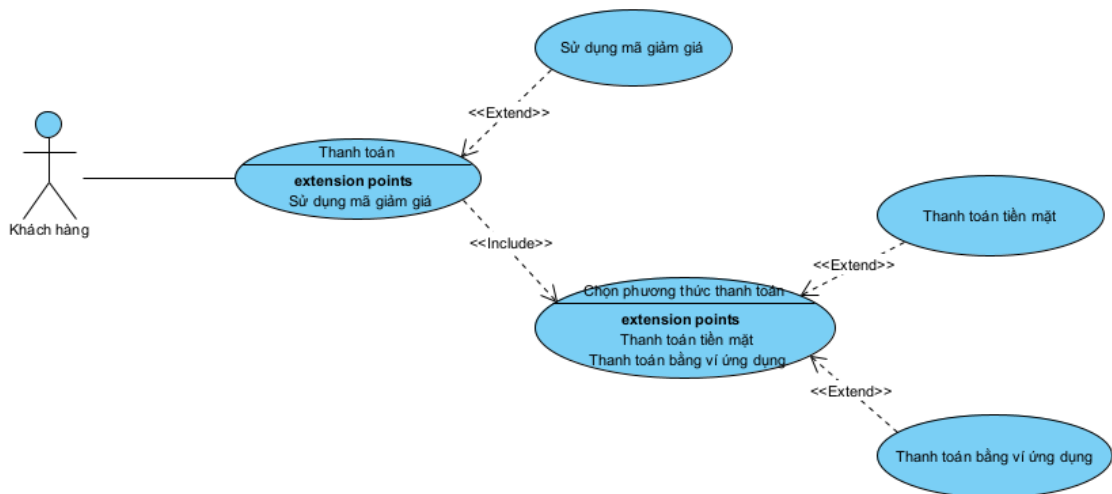 Sử dụng mã giảm giá
<<Extend>>
Thanh toán
extension points
Sử dụng mã giảm giá
Khách hàng
<<Include>>
Thanh toán tiền mặt
<<Extend>>
Chọn phương thức thanh toán
extension points
Thanh toán tiền mặt
Thanh toán bằng ví ứng dụng
<<Extend>>
Thanh toán bằng ví ứng dụng